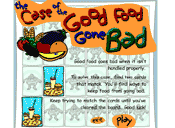 the Case of the
Good Food
Gone
Bad
Good food goes bad when it isn't
handled properly.
To win this case, find two cards
that match. You'll find ways to
keep food from going bad.
Keep trying to match the cards until you've
cleared the board. Good luck!
Play